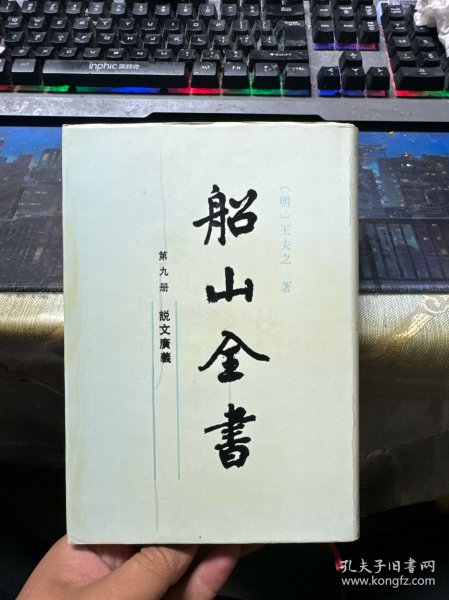 inphic 英菲克
〔明〕王夫之 著
船山全書
第九册 說文廣義
孔夫子旧书网
www.kongfz.com